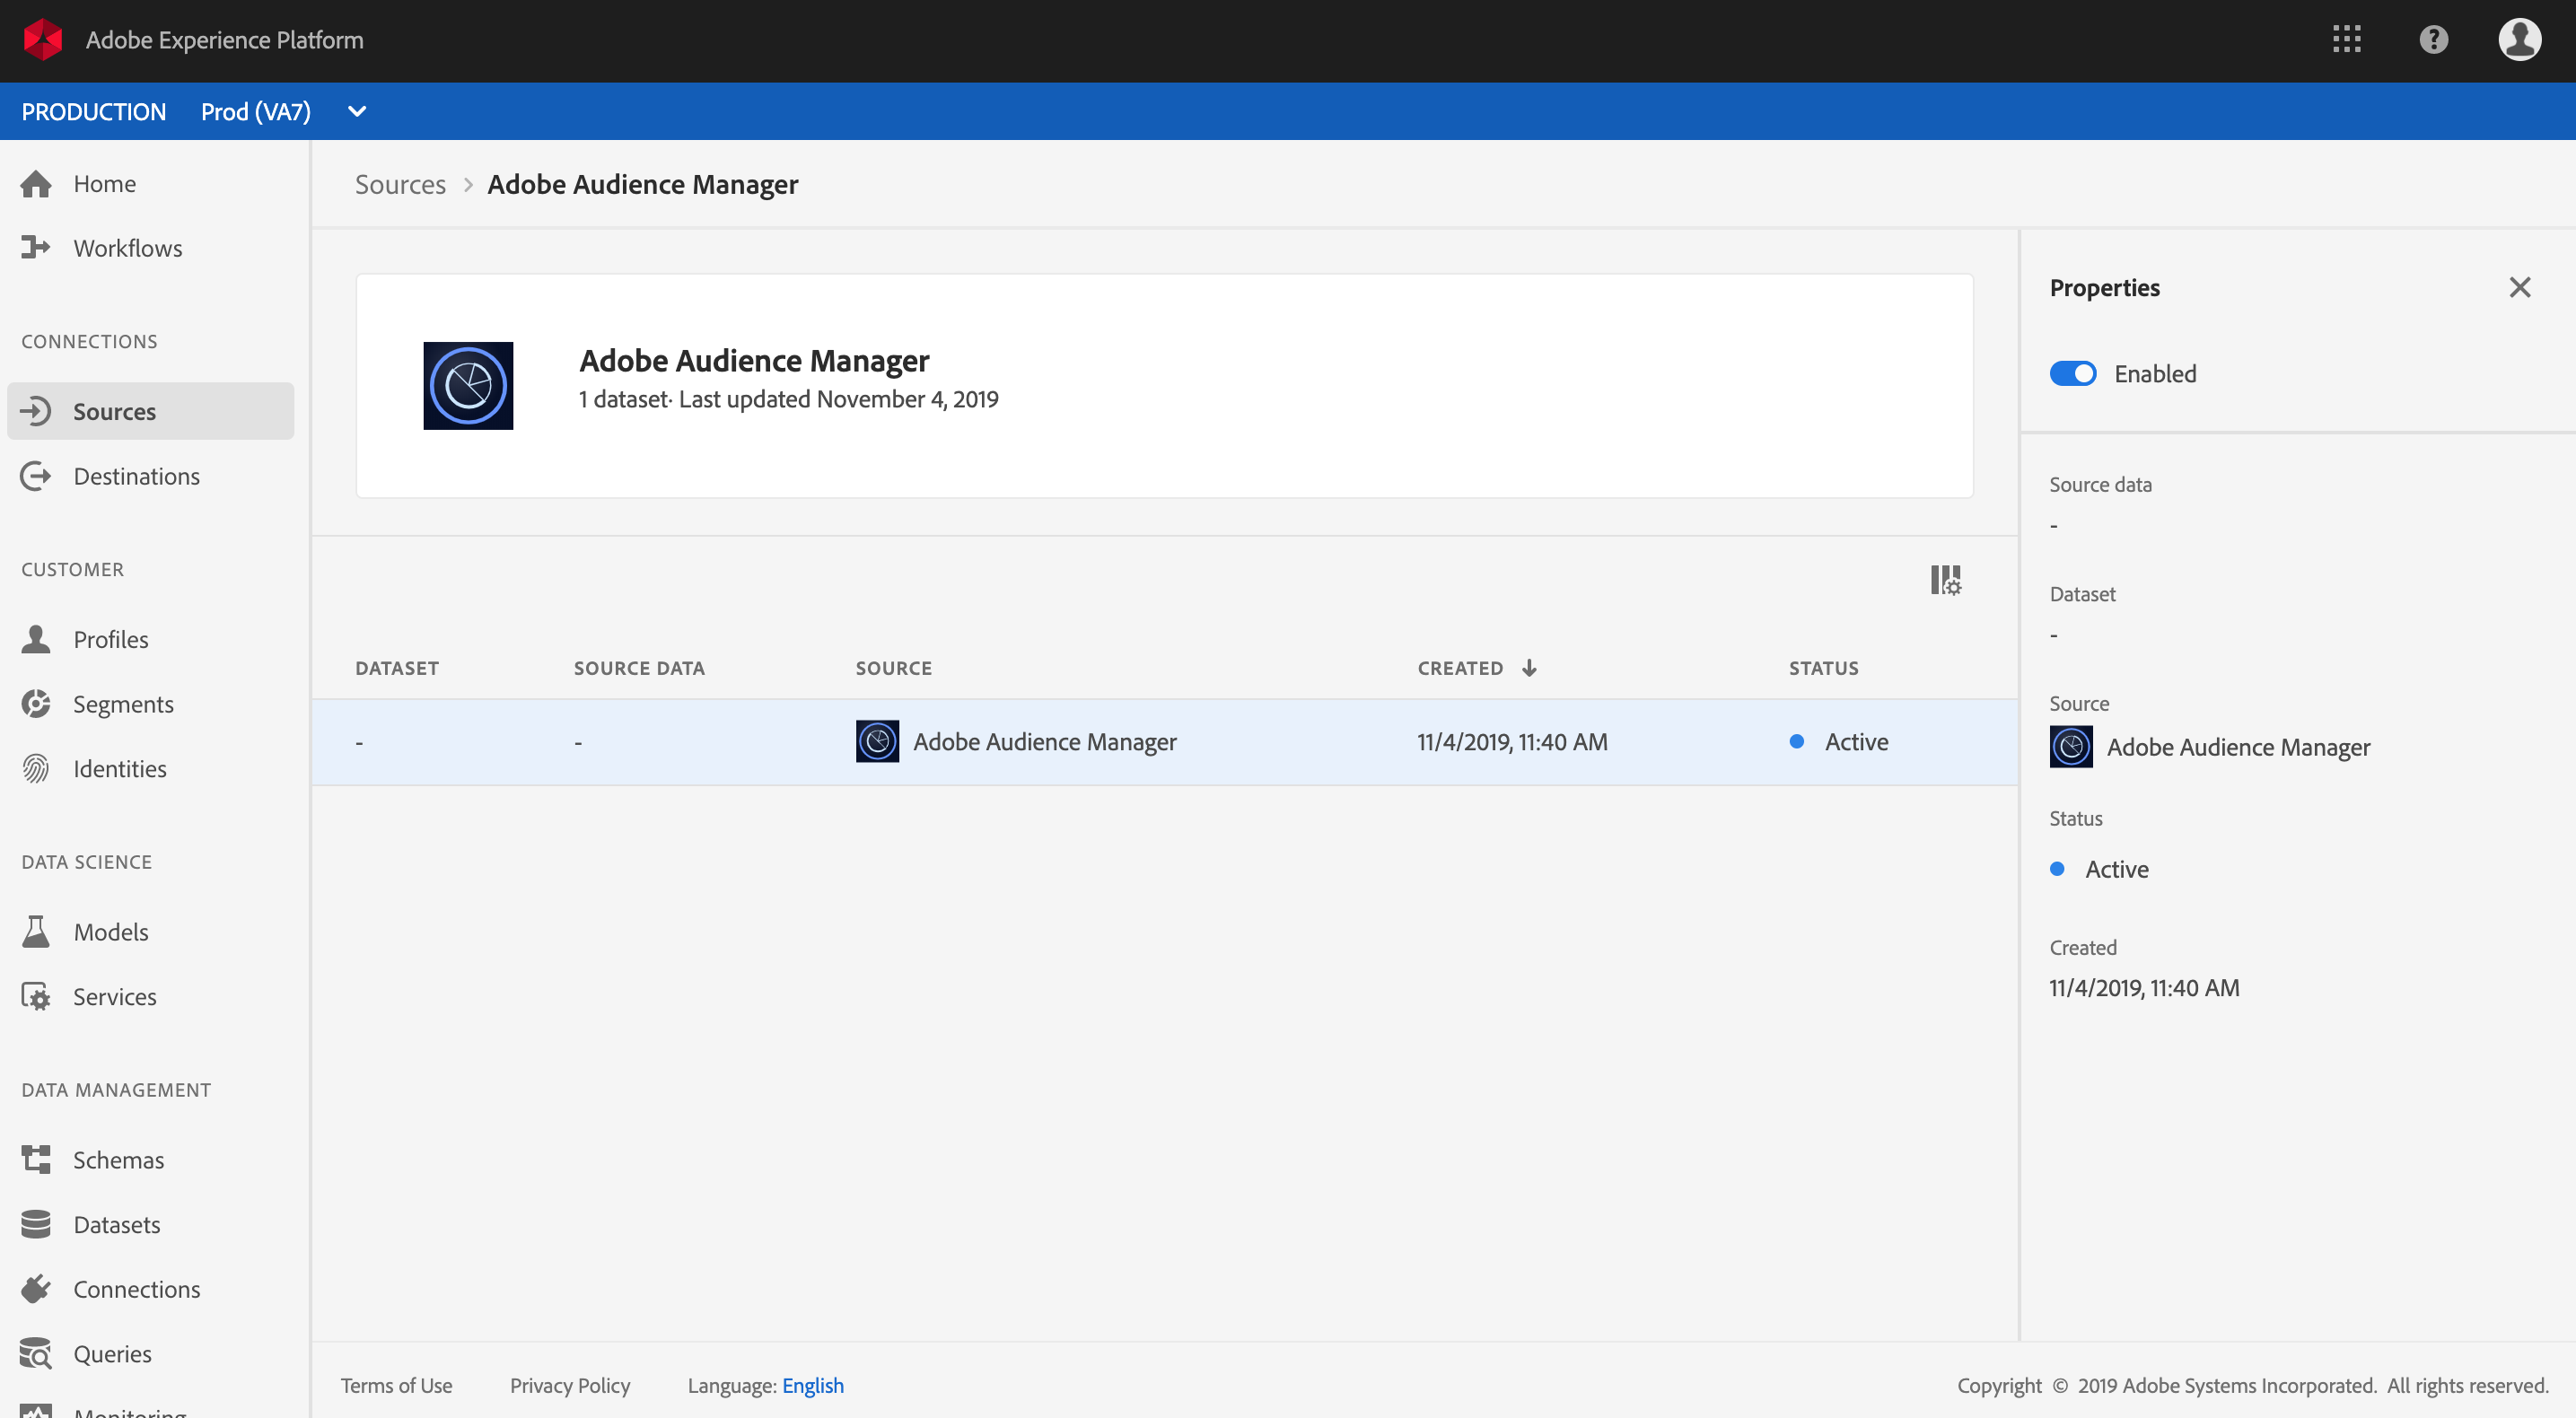 Adobe Experience Platform
PRODUCTION Prod (VA7)
Home
Workflows
CONNECTIONS
Sources
Destinations
CUSTOMER
Profiles
Segments
Identities
DATA SCIENCE
Models
Services
DATA MANAGEMENT
Schemas
Datasets
Connections
Queries
Monitoring
Sources > Adobe Audience Manager
Adobe Audience Manager
1 dataset· Last updated November 4, 2019
DATASET SOURCE DATA SOURCE CREATED STATUS
- - Adobe Audience Manager 11/4/2019, 11:40 AM Active
Properties
Enabled
Source data
-
Dataset
-
Source
Adobe Audience Manager
Status
Active
Created
11/4/2019, 11:40 AM
Terms of Use Privacy Policy Language: English
Copyright © 2019 Adobe Systems Incorporated. All rights reserved.